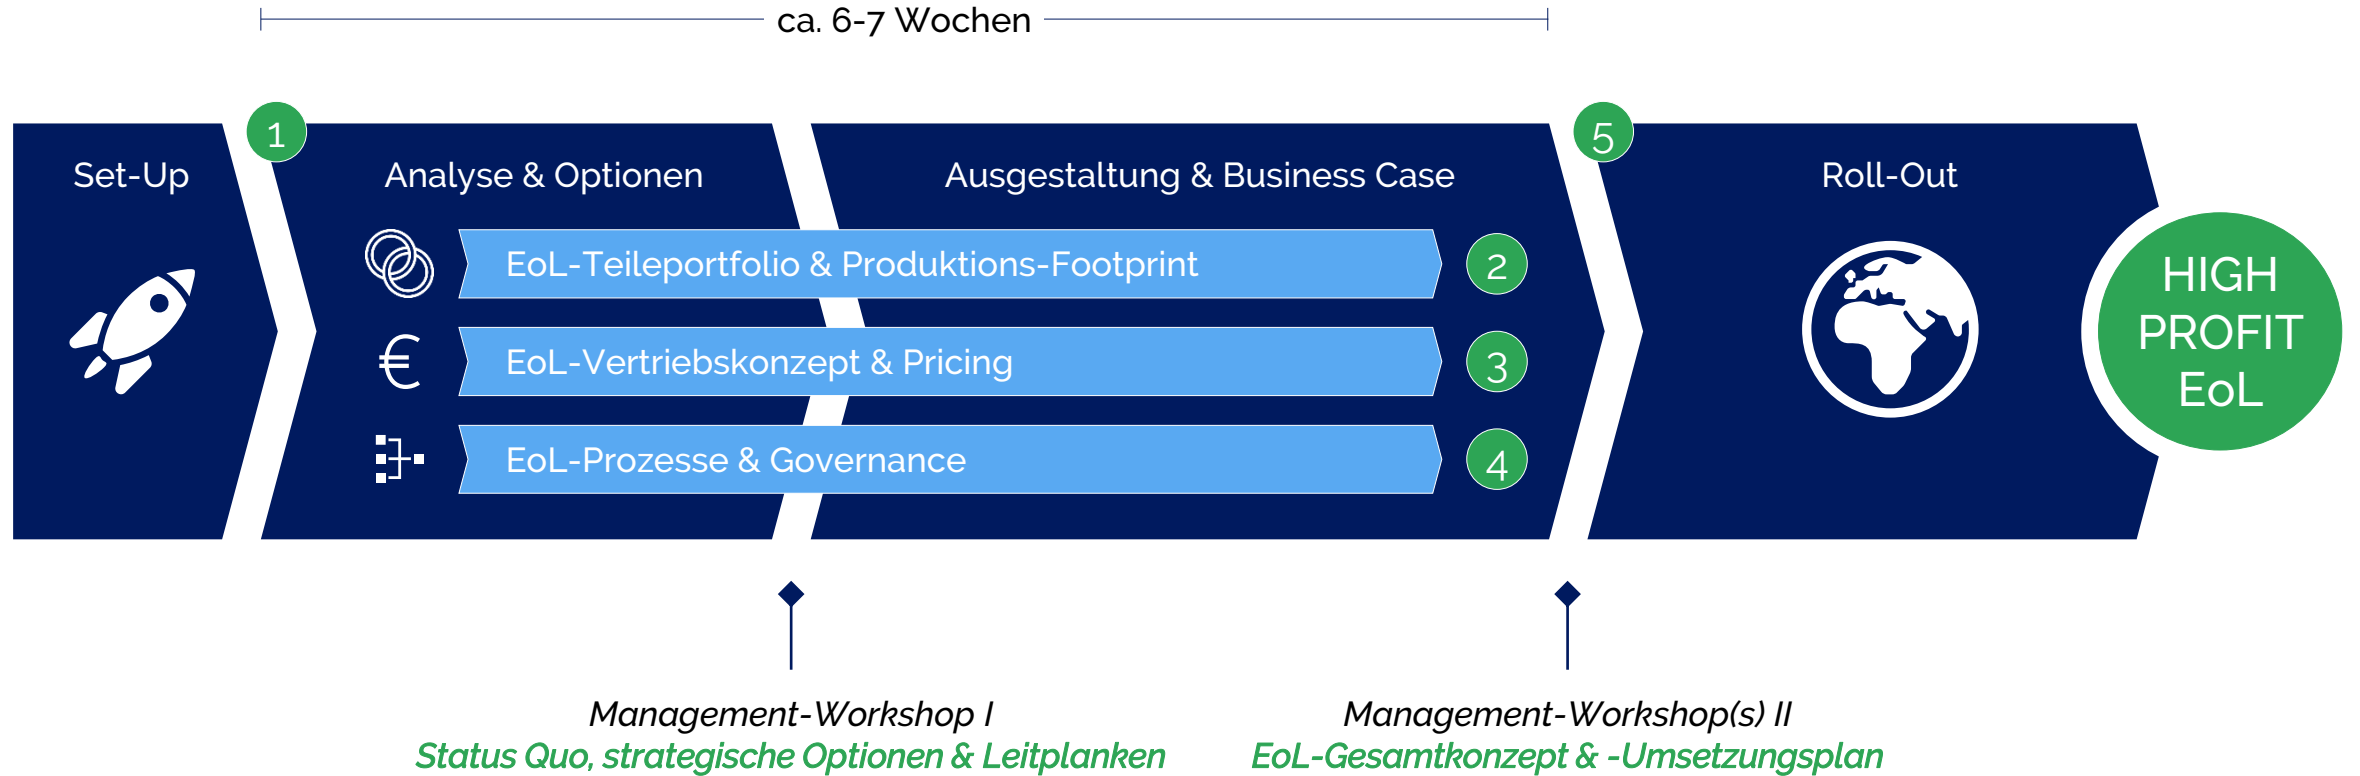 ca. 6-7 Wochen
1
5
Set-Up
Analyse & Optionen
Ausgestaltung & Business Case
Roll-Out
EoL-Teileportfolio & Produktions-Footprint
2
€
EoL-Vertriebskonzept & Pricing
3
EoL-Prozesse & Governance
4
HIGH
PROFIT
EoL
Management-Workshop I
Status Quo, strategische Optionen & Leitplanken
Management-Workshop(s) II
EoL-Gesamtkonzept & -Umsetzungsplan